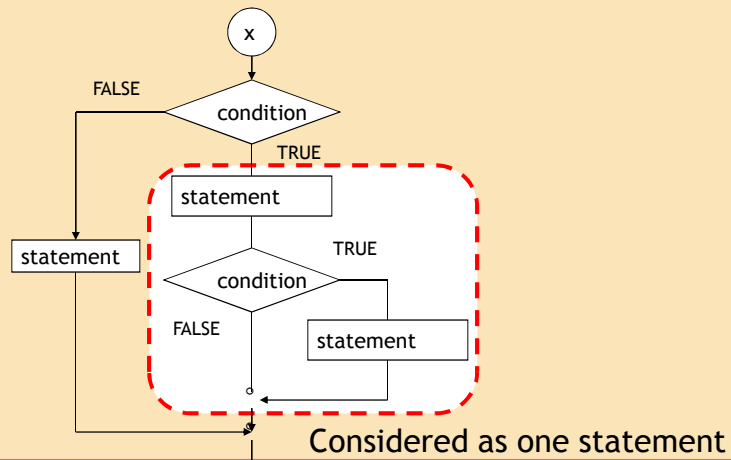 x
FALSE
condition
TRUE
statement
statement
TRUE
condition
FALSE
statement
Considered as one statement